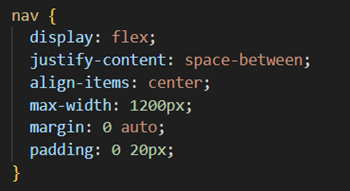 nav {
  display: flex;
  justify-content: space-between;
  align-items: center;
  max-width: 1200px;
  margin: 0 auto;
  padding: 0 20px;
}